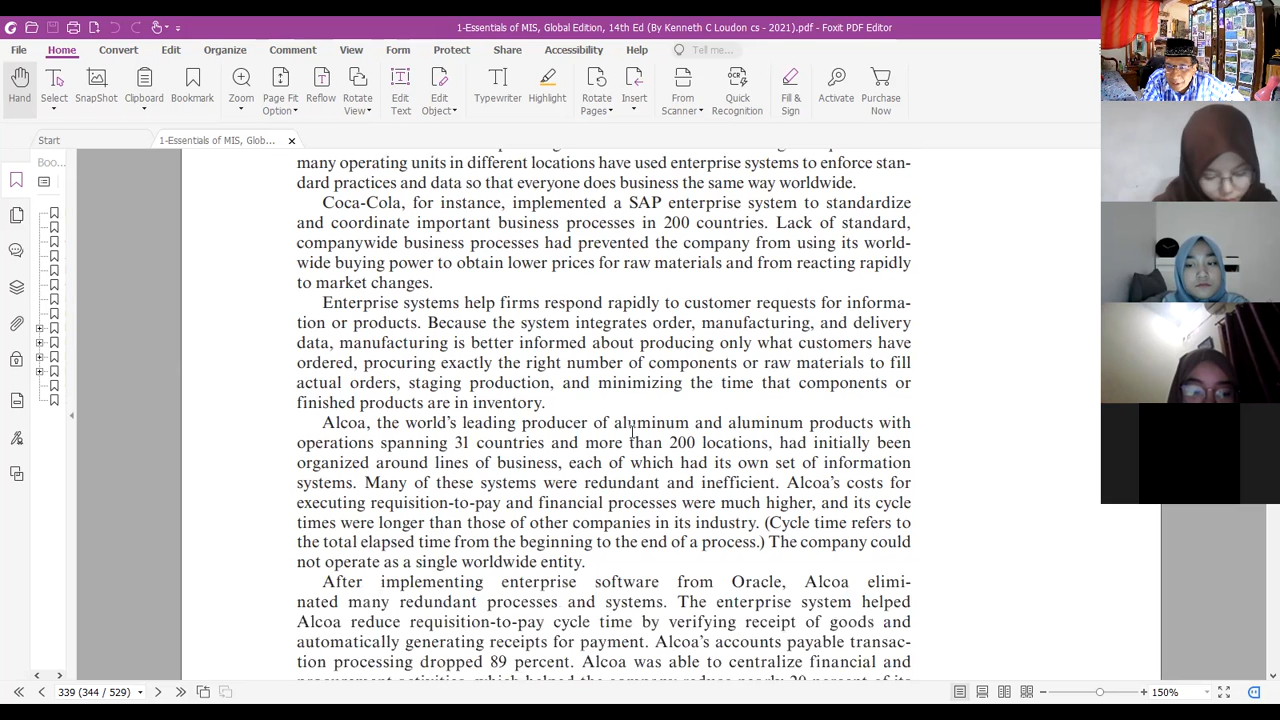 1-Essentials of MIS, Global Edition, 14th Ed (By Kenneth C Loudon cs - 2021).pdf - Foxit PDF Editor
File Home Convert Edit Organize Comment View Form Protect Share Accessibility Help Tell me...
Hand Select SnapShot Clipboard Bookmark Zoom Page Fit Option Reflow Rotate View Edit Text Edit Object Typewriter Highlight Rotate Pages Insert From Scanner OCR Quick Recognition Fill & Sign Activate Purchase Now
Start 1-Essentials of MIS, Glob...
Boo...
many operating units in different locations have used enterprise systems to enforce stan-
dard practices and data so that everyone does business the same way worldwide.
Coca-Cola, for instance, implemented a SAP enterprise system to standardize
and coordinate important business processes in 200 countries. Lack of standard,
companywide business processes had prevented the company from using its world-
wide buying power to obtain lower prices for raw materials and from reacting rapidly
to market changes.
Enterprise systems help firms respond rapidly to customer requests for informa-
tion or products. Because the system integrates order, manufacturing, and delivery
data, manufacturing is better informed about producing only what customers have
ordered, procuring exactly the right number of components or raw materials to fill
actual orders, staging production, and minimizing the time that components or
finished products are in inventory.
Alcoa, the world's leading producer of aluminum and aluminum products with
operations spanning 31 countries and more than 200 locations, had initially been
organized around lines of business, each of which had its own set of information
systems. Many of these systems were redundant and inefficient. Alcoa's costs for
executing requisition-to-pay and financial processes were much higher, and its cycle
times were longer than those of other companies in its industry. (Cycle time refers to
the total elapsed time from the beginning to the end of a process.) The company could
not operate as a single worldwide entity.
After implementing enterprise software from Oracle, Alcoa elimi-
nated many redundant processes and systems. The enterprise system helped
Alcoa reduce requisition-to-pay cycle time by verifying receipt of goods and
automatically generating receipts for payment. Alcoa's accounts payable transac-
tion processing dropped 89 percent. Alcoa was able to centralize financial and
339 (344 / 529) 150%